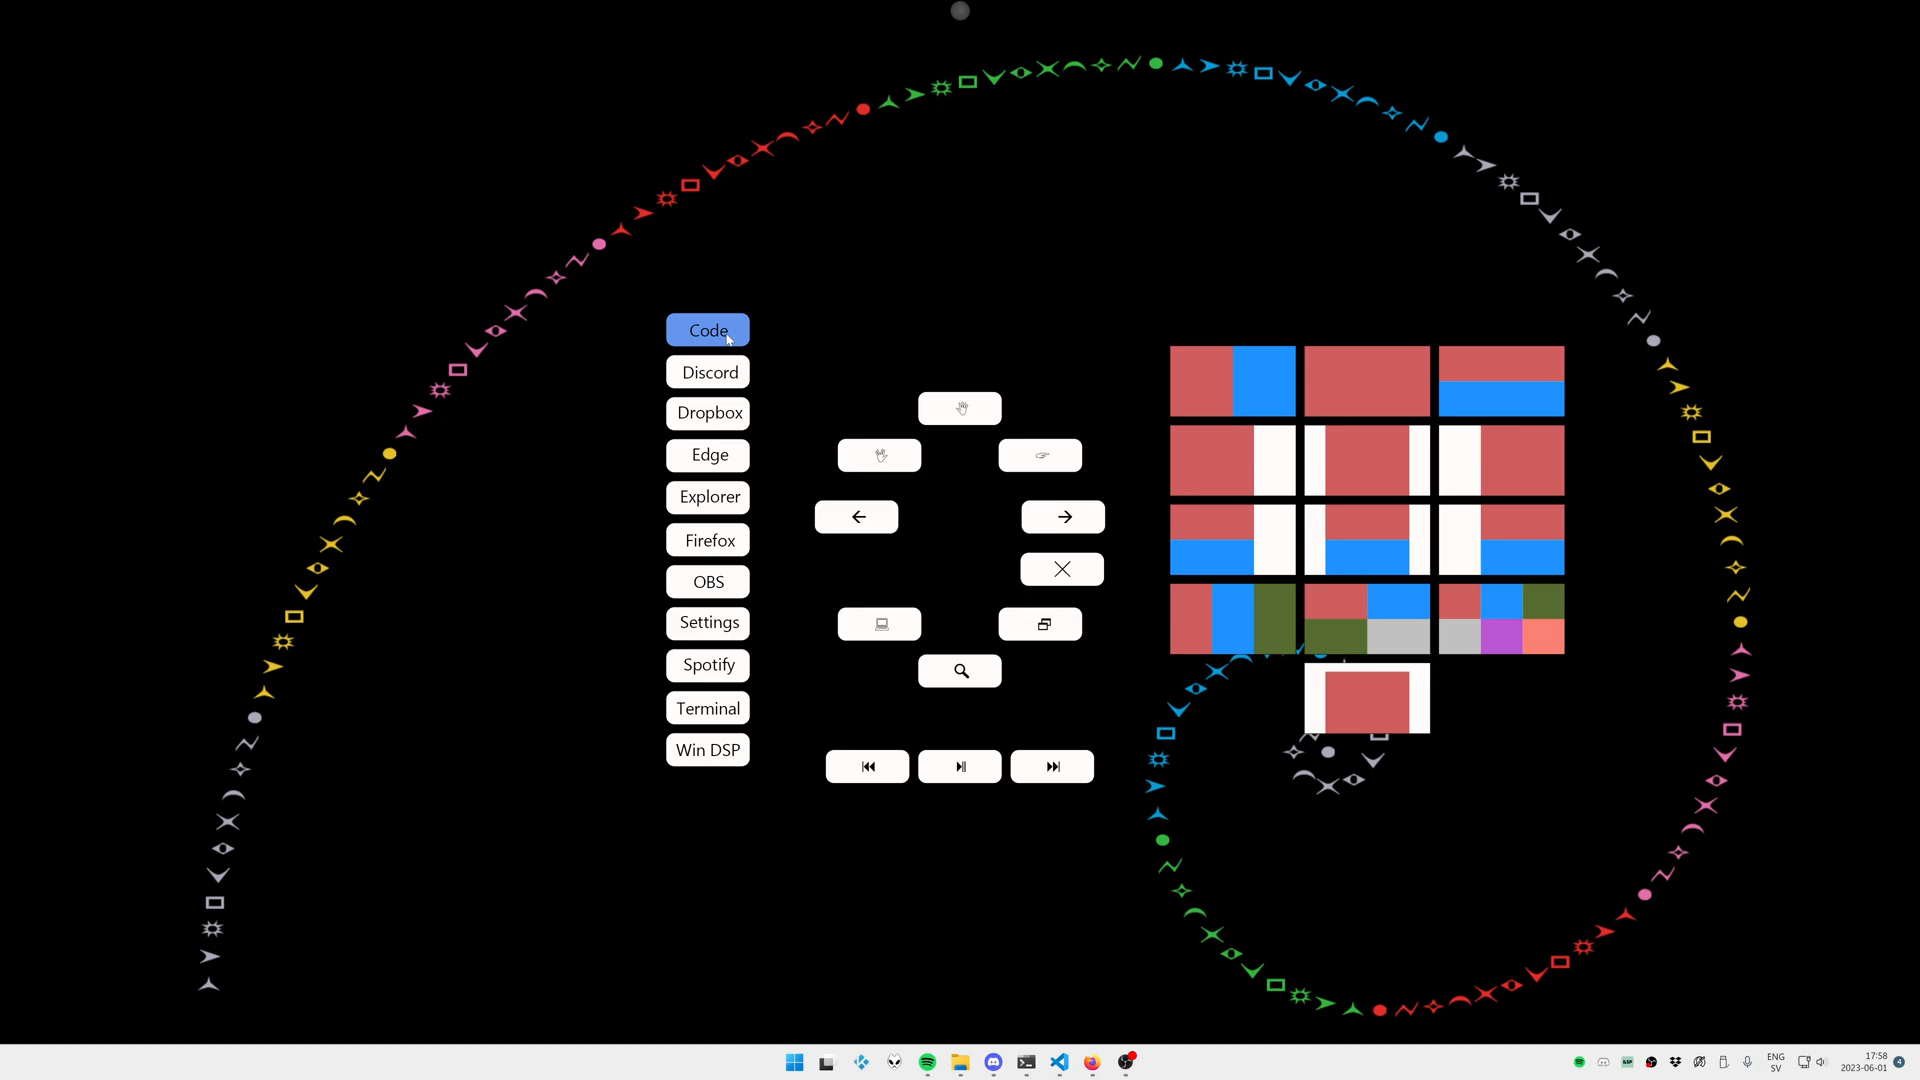 Code
Discord
Dropbox
Edge
Explorer
Firefox
OBS
Settings
Spotify
Terminal
Win DSP
ENG
SV
17:58
2023-06-01
4